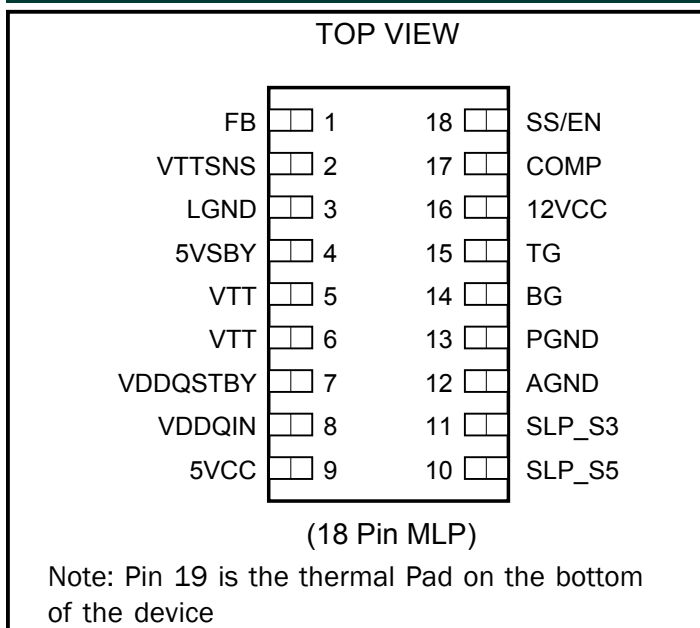 TOP VIEW
FB 1 18 SS/EN
VTTSNS 2 17 COMP
LGND 3 16 12VCC
5VSBY 4 15 TG
VTT 5 14 BG
VTT 6 13 PGND
VDDQSTBY 7 12 AGND
VDDQIN 8 11 SLP_S3
5VCC 9 10 SLP_S5
(18 Pin MLP)
Note: Pin 19 is the thermal Pad on the bottom
of the device